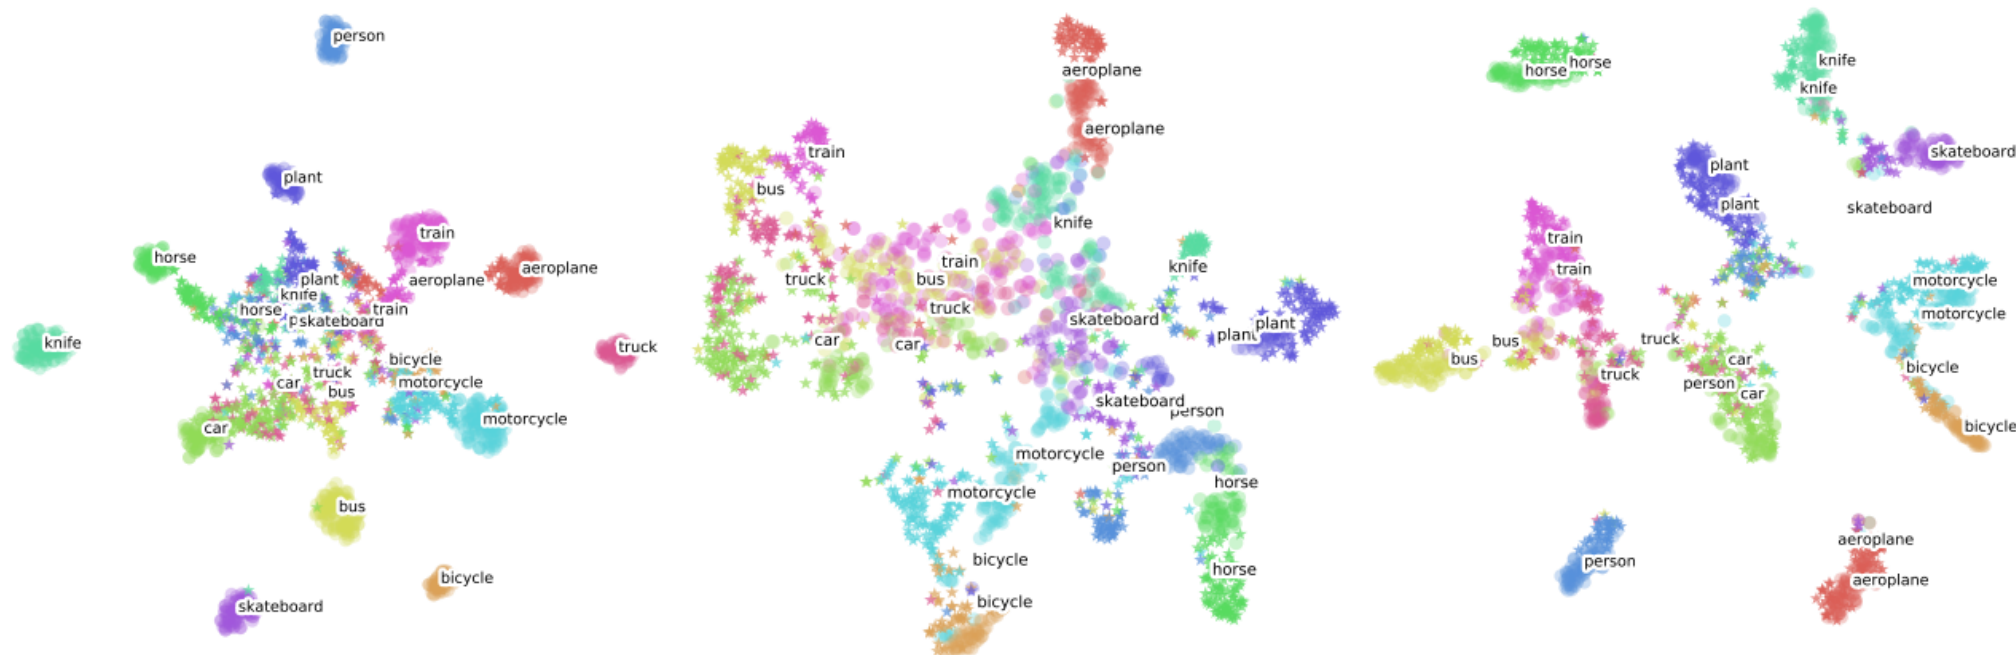 person
plant
train
horse
aeroplane
aeroplane
plant
knife
train
horse
skateboard
knife
truck
bicycle
truck
motorcycle
car
bus
motorcycle
car
bus
bicycle
skateboard
aeroplane
aeroplane
train
bus
knife
train
knife
truck
bus
truck
skateboard
plant
plant
car
car
skateboard
person
motorcycle
person
horse
motorcycle
bicycle
horse
bicycle
knife
horse
horse
knife
skateboard
plant
plant
skateboard
train
train
motorcycle
motorcycle
bus
truck
bus
car
bicycle
truck
person
car
bicycle
person
aeroplane
aeroplane